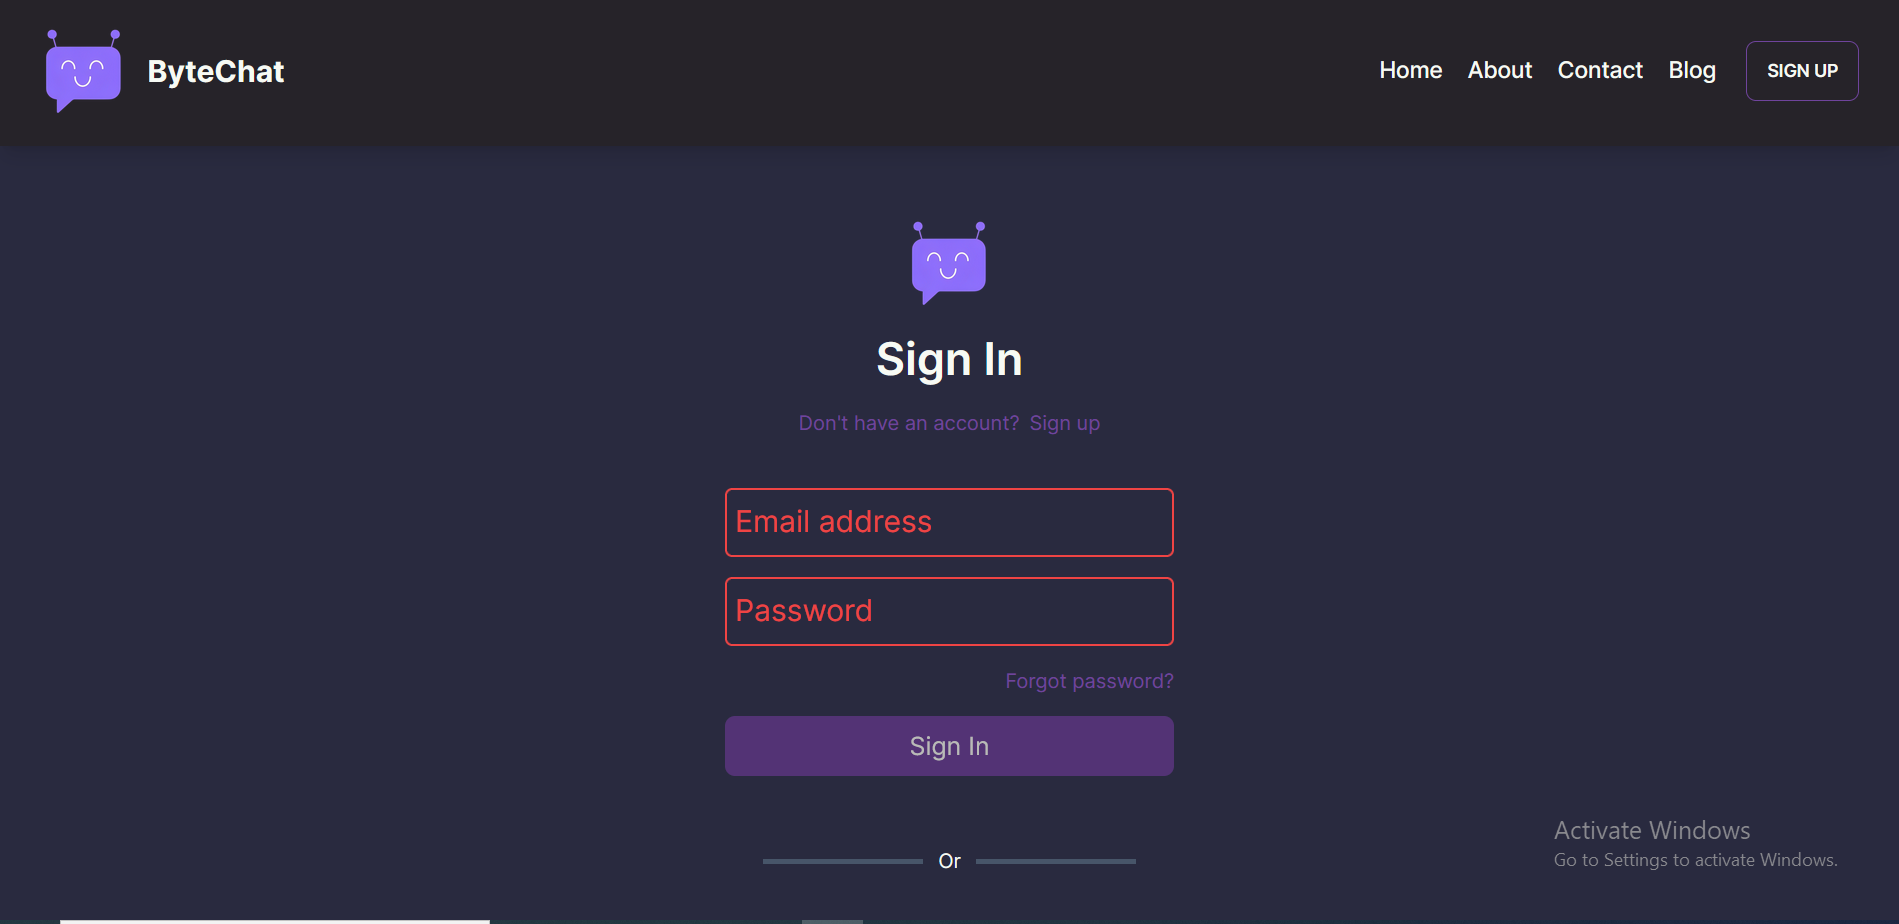 ByteChat
Home About Contact Blog SIGN UP
Sign In
Don't have an account? Sign up
Email address
Password
Forgot password?
Sign In
Or
Activate Windows
Go to Settings to activate Windows.